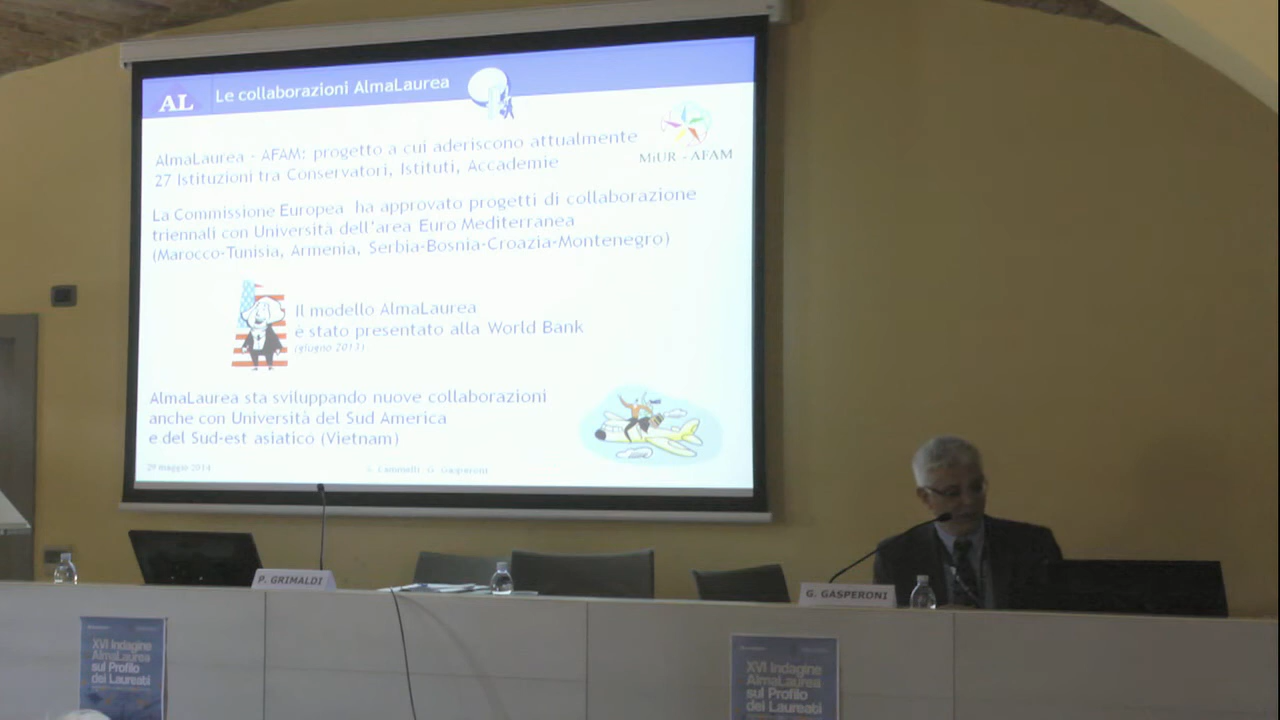 AL
Le collaborazioni AlmaLaurea
AlmaLaurea - AFAM: progetto a cui aderiscono attualmente
27 Istituzioni tra Conservatori, Istituti, Accademie
MiUR - AFAM
La Commissione Europea ha approvato progetti di collaborazione
triennali con Università dell'area Euro Mediterranea
(Marocco-Tunisia, Armenia, Serbia-Bosnia-Croazia-Montenegro)
Il modello AlmaLaurea
è stato presentato alla World Bank
(giugno 2013)
AlmaLaurea sta sviluppando nuove collaborazioni
anche con Università del Sud America
e del Sud-est asiatico (Vietnam)
29 maggio 2014
G. Gasperoni
P. GRIMALDI
G. GASPERONI
XVI Indagine
AlmaLaurea
sul Profilo
dei Laureati
XVI Indagine
AlmaLaurea
sul Profilo
dei Laureati